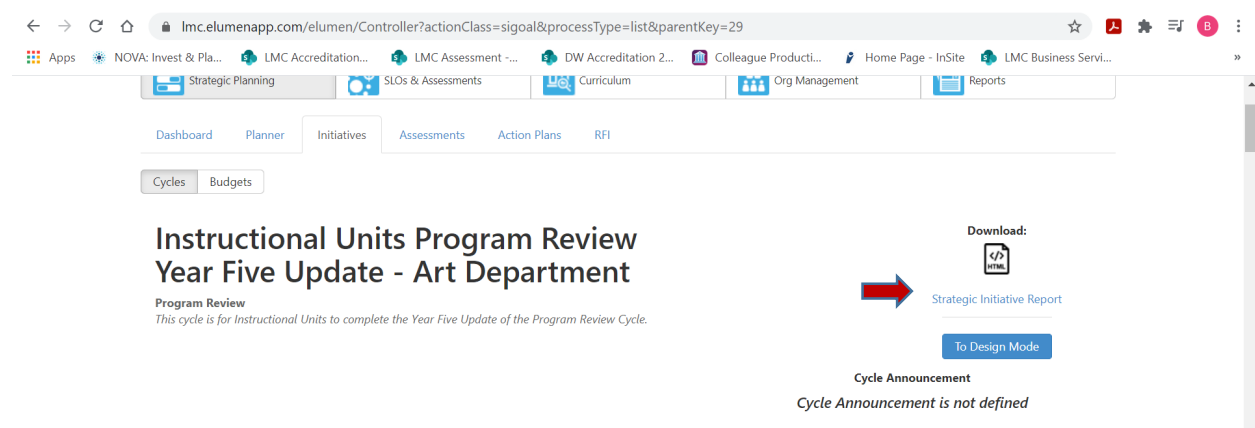 lmc.elumenapp.com/elumen/Controller?actionClass=sigoal&processType=list&parentKey=29
B
Apps NOVA: Invest & Pla... LMC Accreditation... LMC Assessment -... DW Accreditation 2... Colleague Producti... Home Page - InSite LMC Business Servi... »
Strategic Planning SLOs & Assessments Curriculum Org Management Reports
Dashboard Planner Initiatives Assessments Action Plans RFI
Cycles Budgets
Instructional Units Program Review
Year Five Update - Art Department
Program Review
This cycle is for Instructional Units to complete the Year Five Update of the Program Review Cycle.
Download:
</>
HTML
Strategic Initiative Report
To Design Mode
Cycle Announcement
Cycle Announcement is not defined